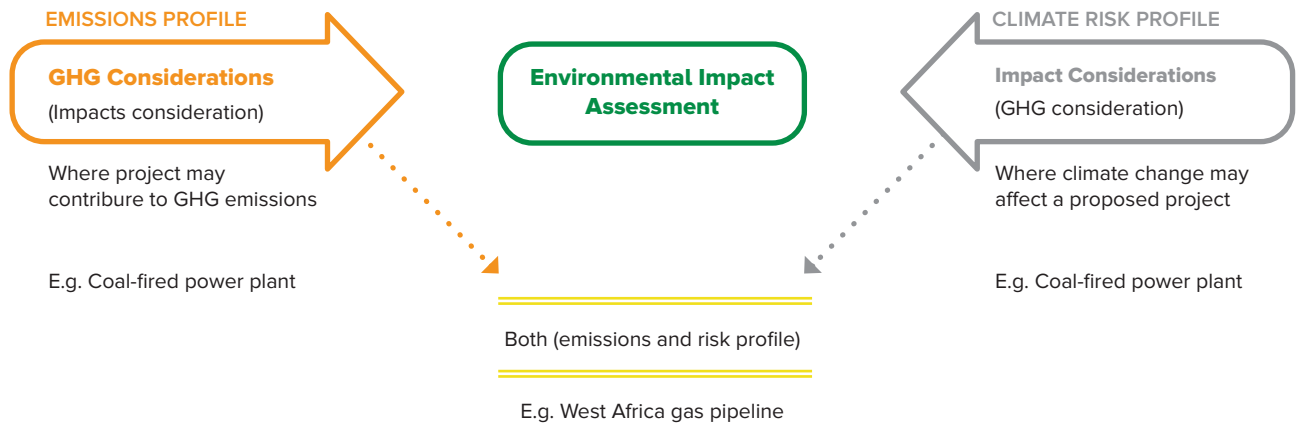 EMISSIONS PROFILE
GHG Considerations
(Impacts consideration)
Where project may
contribure to GHG emissions
E.g. Coal-fired power plant
Environmental Impact
Assessment
CLIMATE RISK PROFILE
Impact Considerations
(GHG consideration)
Where climate change may
affect a proposed project
E.g. Coal-fired power plant
Both (emissions and risk profile)
E.g. West Africa gas pipeline